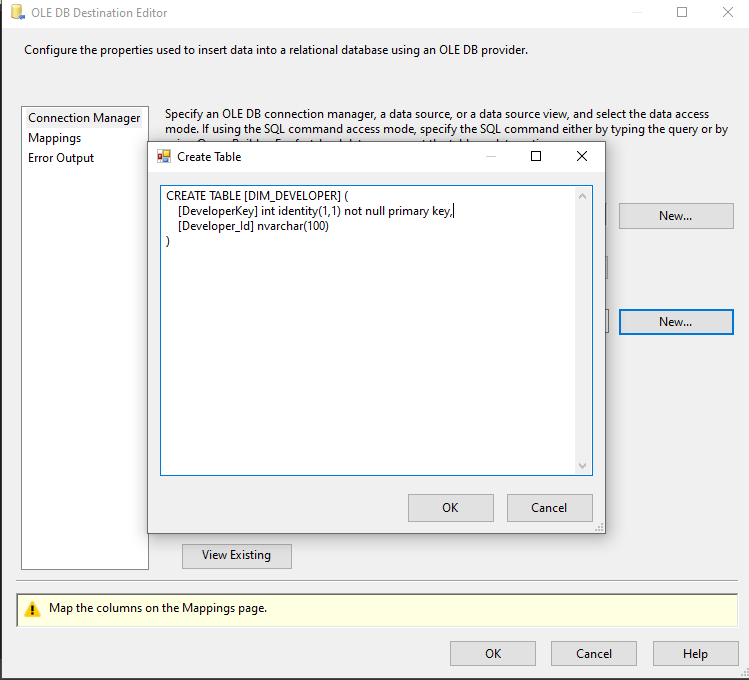 OLE DB Destination Editor
Configure the properties used to insert data into a relational database using an OLE DB provider.
Connection Manager
Mappings
Error Output
Specify an OLE DB connection manager, a data source, or a data source view, and select the data access
mode. If using the SQL command access mode, specify the SQL command either by typing the query or by
Create Table
CREATE TABLE [DIM_DEVELOPER] (
[DeveloperKey] int identity(1,1) not null primary key,
[Developer_Id] nvarchar(100)
)
New...
New...
OK
Cancel
View Existing
Map the columns on the Mappings page.
OK
Cancel
Help